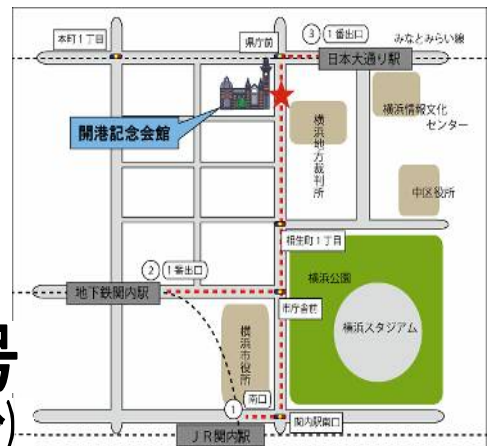 本町1丁目
県庁前
③ 1番出口
みなとみらい線
日本大通り駅
開港記念会館
横浜地方裁判所
横浜情報文化
センター
中区役所
相生町1丁目
② 1番出口
地下鉄関内駅
市庁舎前
横浜公園
横浜スタジアム
横浜市役所
① 南口
関内駅南口
JR関内駅
号